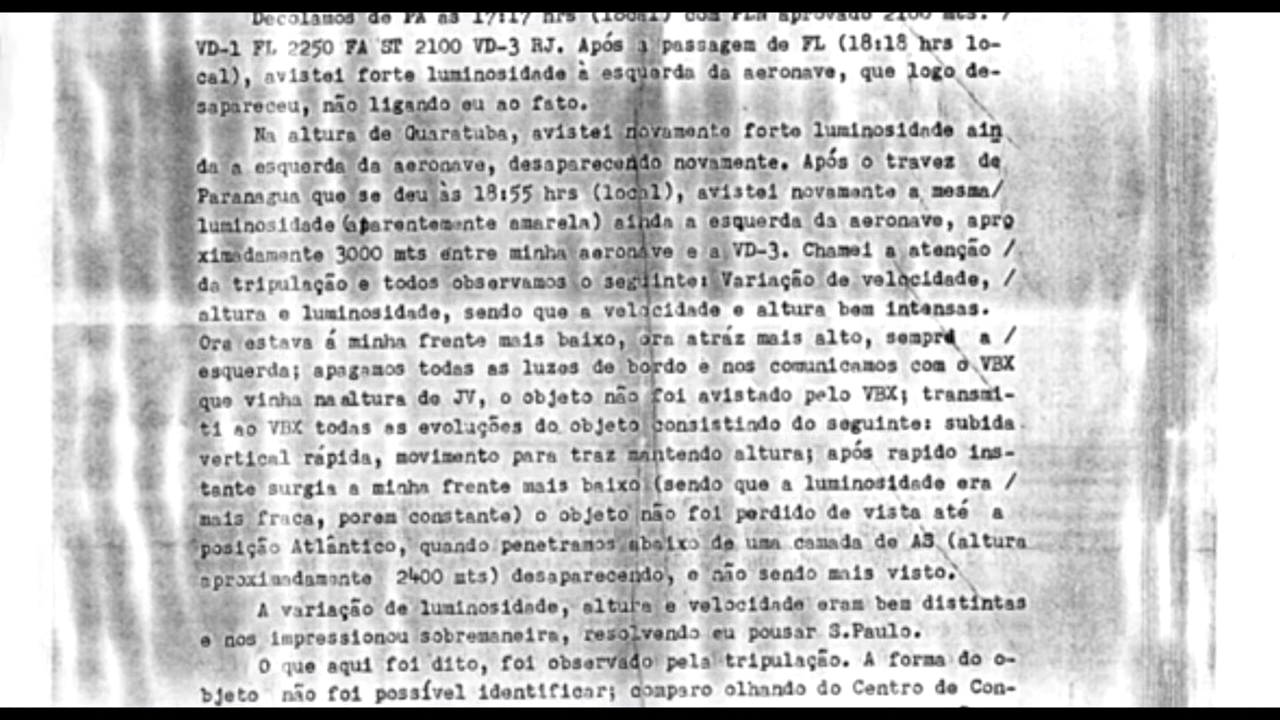 Decolamos de PA as 17:17 hrs (local) com PLN aprovado 2100 mts. /
VD-1 FL 2250 FA ST 2100 VD-3 RJ. Após a passagem de FL (18:18 hrs lo-
cal), avistei forte luminosidade à esquerda da aeronave, que logo de-
sapareceu, não ligando eu ao fato.
Na altura de Guaratuba, avistei novamente forte luminosidade ain
da a esquerda da aeronave, desaparecendo novamente. Após o travez de
Paranagua que se deu às 18:55 hrs (local), avistei novamente a mesma/
luminosidade (aparentemente amarela) ainda a esquerda da aeronave, apro
ximadamente 3000 mts entre minha aeronave e a VD-3. Chamei a atenção /
da tripulação e todos observamos o seguinte: Variação de velocidade, /
altura e luminosidade, sendo que a velocidade e altura bem intensas.
Ora estava á minha frente mais baixo, ora atráz mais alto, sempre a /
esquerda; apagamos todas as luzes de bordo e nos comunicamos com o VBX
que vinha na altura de JV, o objeto não foi avistado pelo VBX; transmi-
ti ao VBX todas as evoluções do objeto consistindo do seguinte: subida
vertical rápida, movimento para traz mantendo altura; após rapido ins-
tante surgia a minha frente mais baixo (sendo que a luminosidade era /
mais fraca, porem constante) o objeto não foi perdido de vista até a
posição Atlântico, quando penetramos abaixo de uma camada de AS (altura
aproximadamente 2400 mts) desaparecendo, e não sendo mais visto.
A variação de luminosidade, altura e velocidade eram bem distintas
e nos impressionou sobremaneira, resolvendo eu pousar S.Paulo.
O que aqui foi dito, foi observado pela tripulação. A forma do o-
bjeto não foi possível identificar; comparo olhando do Centro de Con-